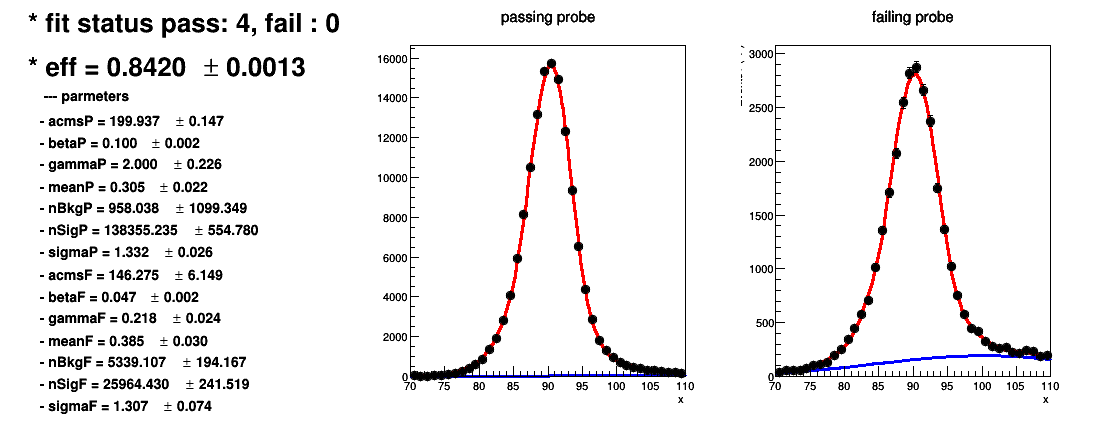 * fit status pass: 4, fail : 0
* eff = 0.8420 ± 0.0013
--- parmeters
- acmsP = 199.937 ± 0.147
- betaP = 0.100 ± 0.002
- gammaP = 2.000 ± 0.226
- meanP = 0.305 ± 0.022
- nBkgP = 958.038 ± 1099.349
- nSigP = 138355.235 ± 554.780
- sigmaP = 1.332 ± 0.026
- acmsF = 146.275 ± 6.149
- betaF = 0.047 ± 0.002
- gammaF = 0.218 ± 0.024
- meanF = 0.385 ± 0.030
- nBkgF = 5339.107 ± 194.167
- nSigF = 25964.430 ± 241.519
- sigmaF = 1.307 ± 0.074
passing probe
16000
14000
12000
10000
8000
6000
4000
2000
0
70 75 80 85 90 95 100 105 110
x
failing probe
3000
2500
2000
1500
1000
500
0
70 75 80 85 90 95 100 105 110
x